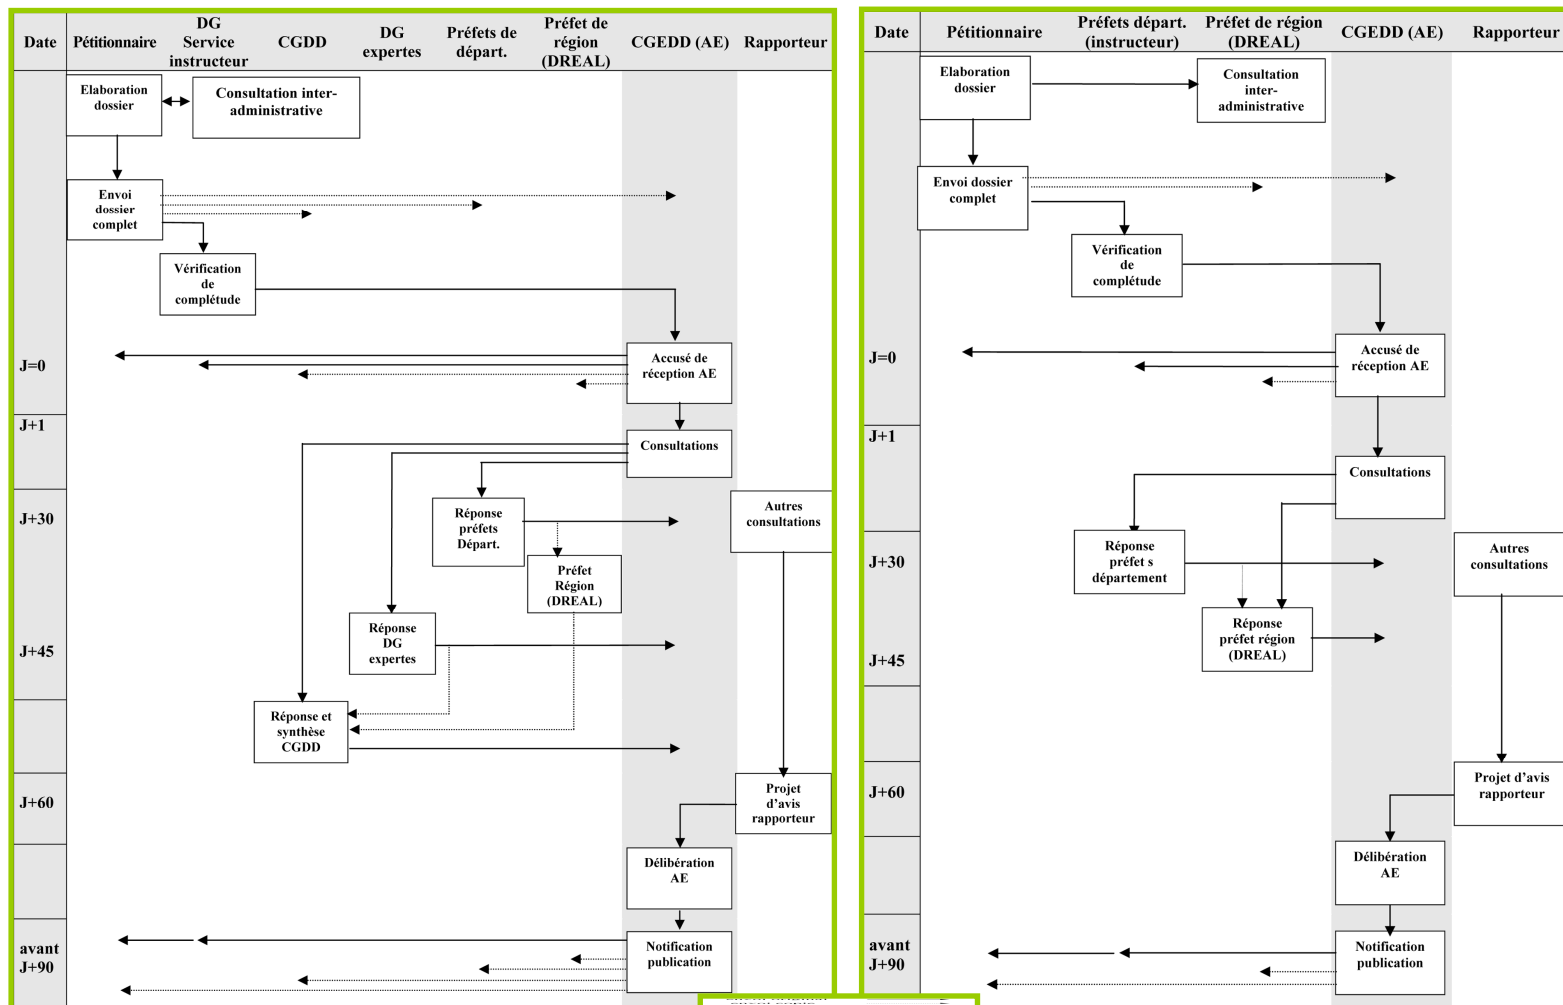 Date
Pétitionnaire
DG
Service
instructeur
CGDD
DG
expertes
Préfets de
départ.
Préfet de
région
(DREAL)
CGEDD (AE)
Rapporteur
Elaboration
dossier
Consultation inter-
administrative
Envoi
dossier
complet
Vérification
de
complétude
J=0
Accusé de
réception AE
J+1
Consultations
J+30
Réponse
préfets
Départ.
Autres
consultations
Préfet
Région
(DREAL)
J+45
Réponse
DG
expertes
Réponse et
synthèse
CGDD
J+60
Projet
d'avis
rapporteur
Délibération
AE
avant
J+90
Notification
publication
Date
Pétitionnaire
Préfets départ.
(instructeur)
Préfet de région
(DREAL)
CGEDD (AE)
Rapporteur
Elaboration
dossier
Consultation
inter-
administrative
Envoi dossier
complet
Vérification
de
complétude
J=0
Accusé de
réception AE
J+1
Consultations
J+30
Réponse
préfet s
département
Autres
consultations
Réponse
préfet région
(DREAL)
J+45
J+60
Projet d'avis
rapporteur
Délibération
AE
avant
J+90
Notification
publication